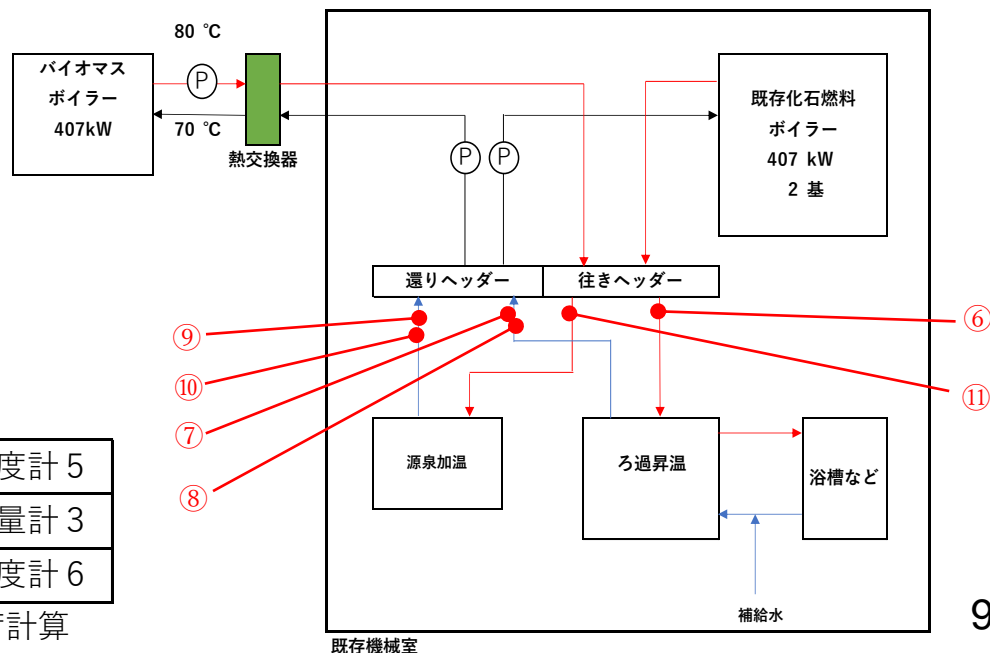 80 ℃
バイオマス
ボイラー
407kW
P
70 ℃
熱交換器
P
P
既存化石燃料
ボイラー
407 kW
2 基
還りヘッダー
往きヘッダー
⑨
⑥
⑩
⑪
⑦
⑧
源泉加温
ろ過昇温
浴槽など
度計 5
量計 3
度計 6
計算
補給水
9
既存機械室